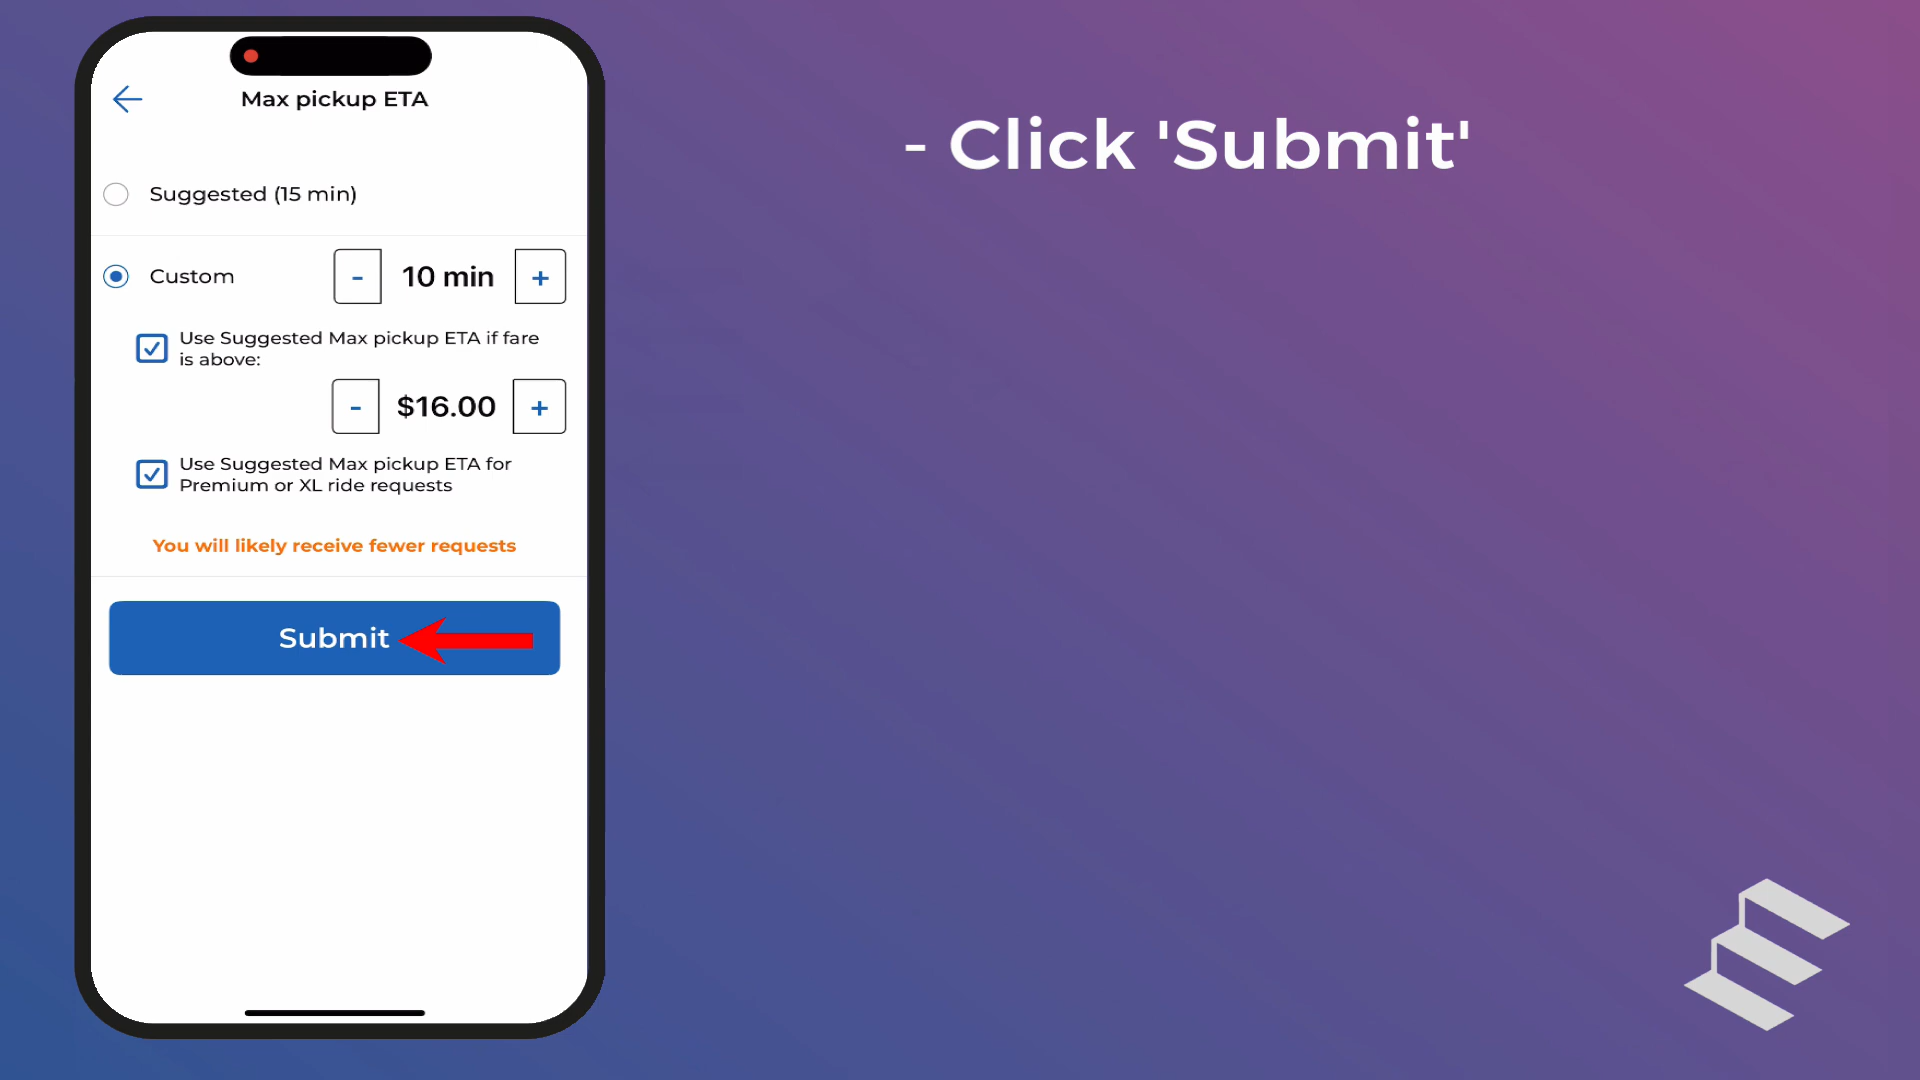 Max pickup ETA
- Click 'Submit'
Suggested (15 min)
Custom
- 10 min +
Use Suggested Max pickup ETA if fare
is above:
- $16.00 +
Use Suggested Max pickup ETA for
Premium or XL ride requests
You will likely receive fewer requests
Submit